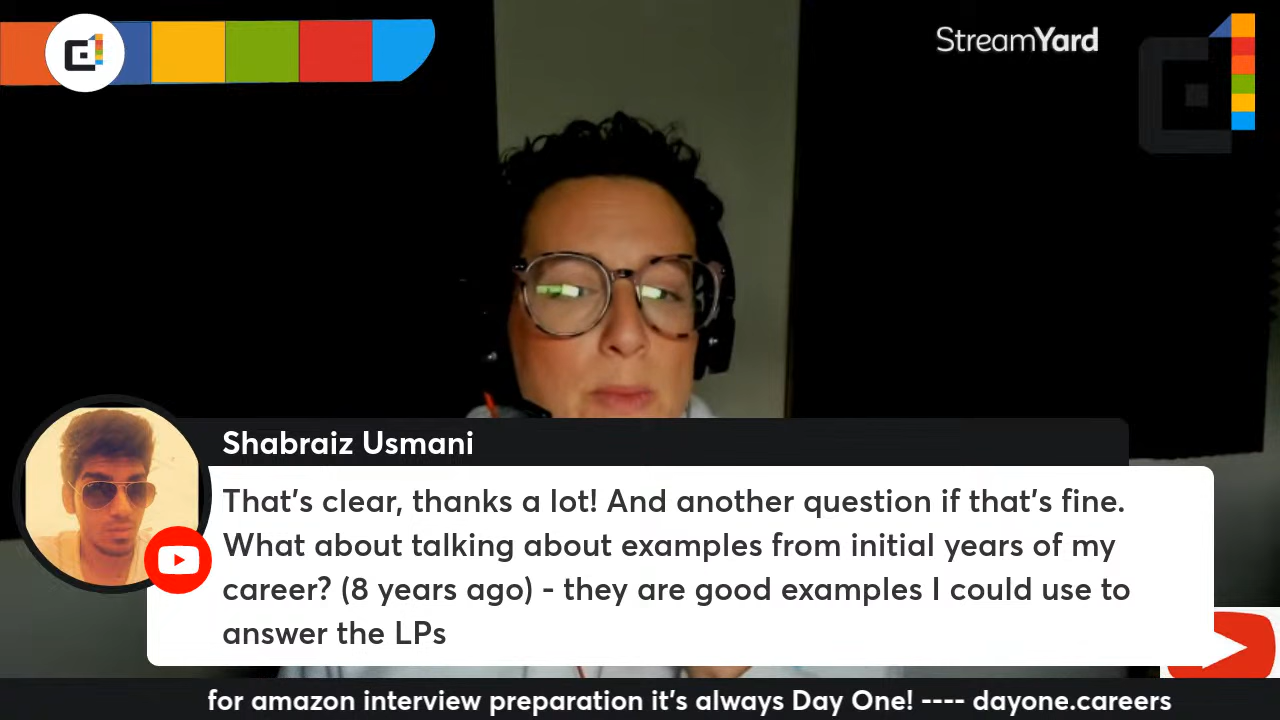 StreamYard
Shabraiz Usmani
That's clear, thanks a lot! And another question if that's fine.
What about talking about examples from initial years of my
career? (8 years ago) - they are good examples I could use to
answer the LPs
for amazon interview preparation it's always Day One! ---- dayone.careers